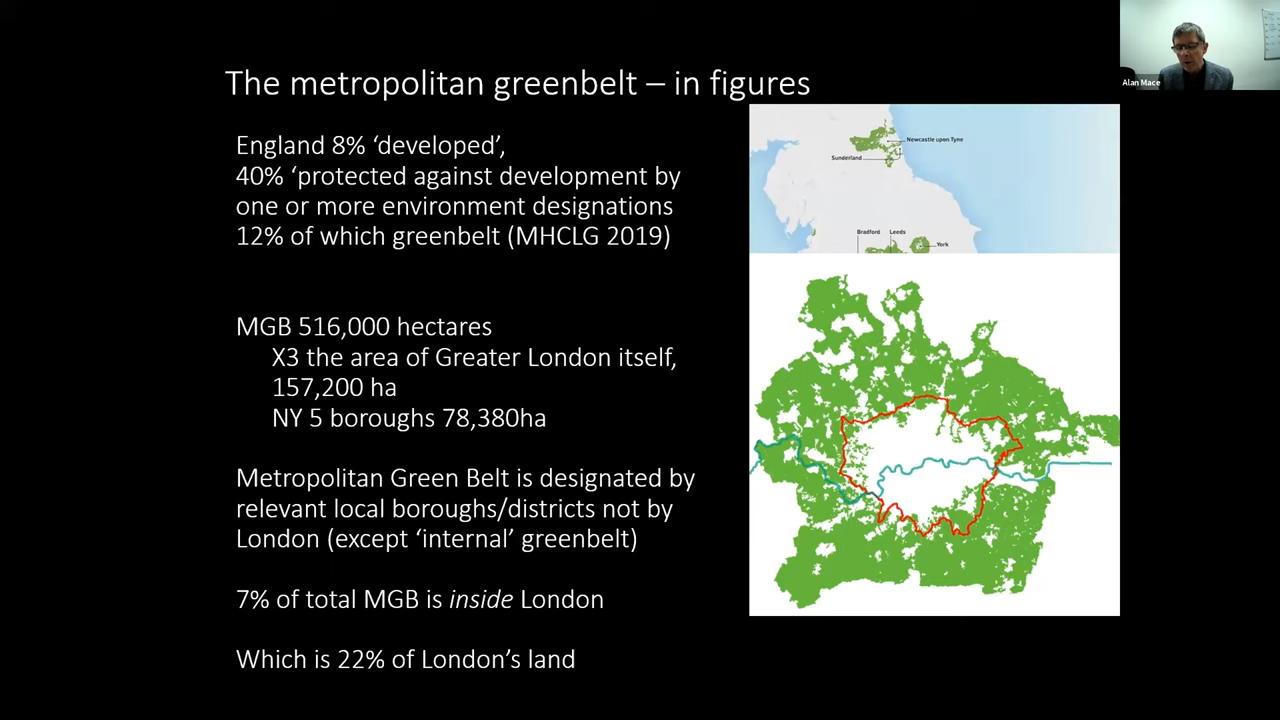 Alan Mace
The metropolitan greenbelt – in figures
England 8% ‘developed’,
40% ‘protected against development by
one or more environment designations
12% of which greenbelt (MHCLG 2019)
MGB 516,000 hectares
X3 the area of Greater London itself,
157,200 ha
NY 5 boroughs 78,380ha
Metropolitan Green Belt is designated by
relevant local boroughs/districts not by
London (except ‘internal’ greenbelt)
7% of total MGB is inside London
Which is 22% of London’s land
Newcastle upon Tyne
Sunderland
Bradford Leeds
York